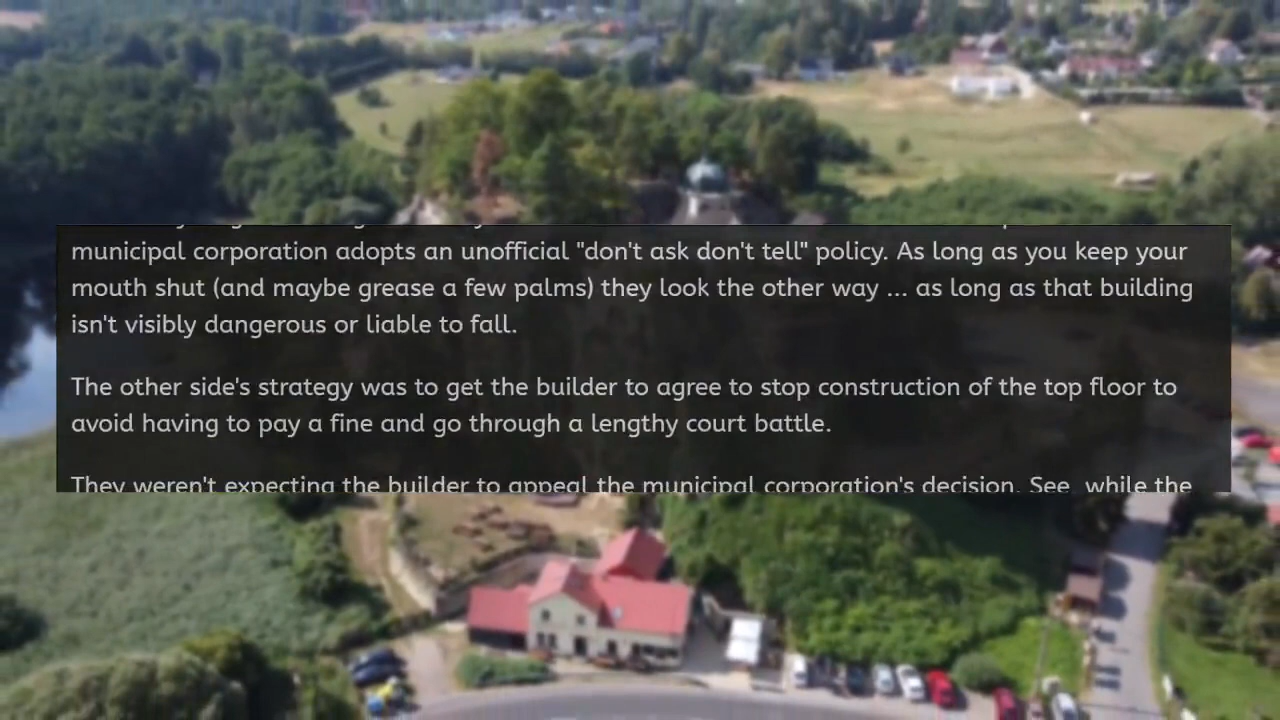 municipal corporation adopts an unofficial "don't ask don't tell" policy. As long as you keep your
mouth shut (and maybe grease a few palms) they look the other way ... as long as that building
isn't visibly dangerous or liable to fall.
The other side's strategy was to get the builder to agree to stop construction of the top floor to
avoid having to pay a fine and go through a lengthy court battle.
They weren't expecting the builder to appeal the municipal corporation's decision. See, while the